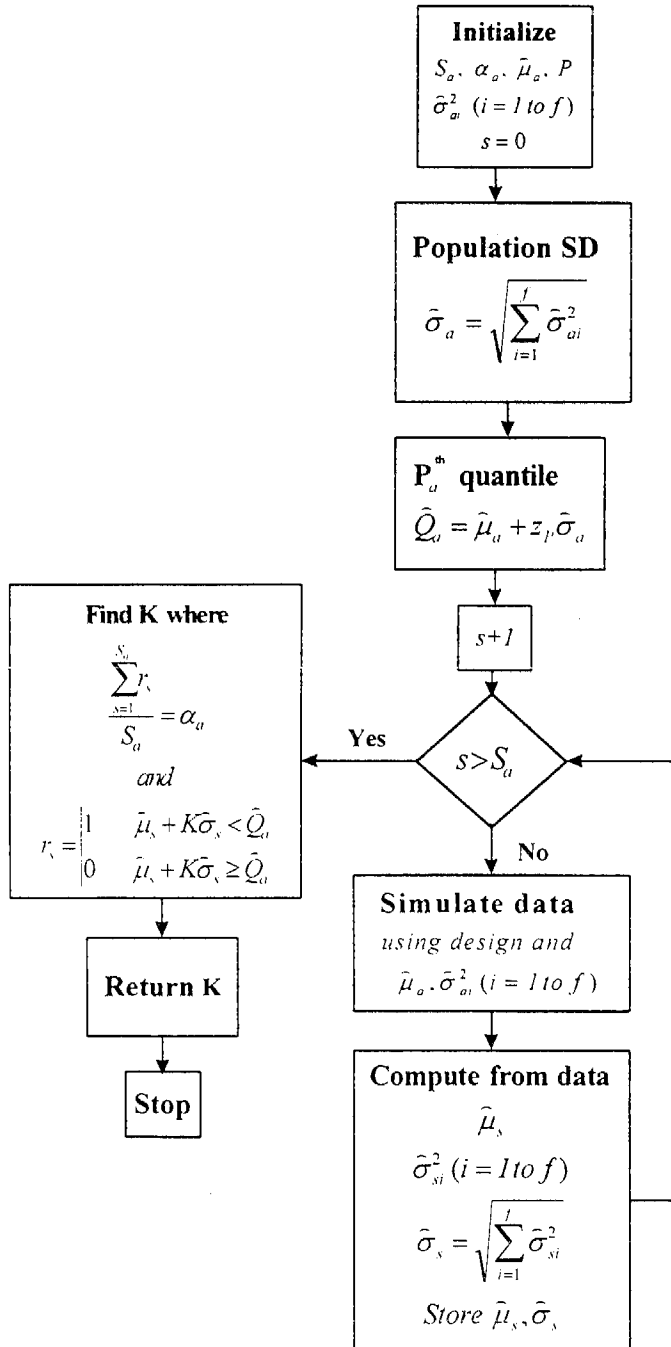 Initialize
S_a, α_a, μ̂_a, P
σ̂²_ai (i = 1 to f)
s = 0
Population SD
σ̂_a = √(∑_{i=1}^{f} σ̂²_ai)
P_a^th quantile
Q̂_a = μ̂_a + z_P σ̂_a
s+1
s>S_a
Yes
No
Find K where
∑_{s=1}^{S_a} r_s / S_a = α_a
and
r_s = |1 μ̂_s + Kσ̂_s < Q̂_a
|0 μ̂_s + Kσ̂_s ≥ Q̂_a
Return K
Stop
Simulate data
using design and
μ̂_a, σ̂²_ai (i = 1 to f)
Compute from data
μ̂_s
σ̂²_si (i = 1 to f)
σ̂_s = √(∑_{i=1}^{f} σ̂²_si)
Store μ̂_s, σ̂_s